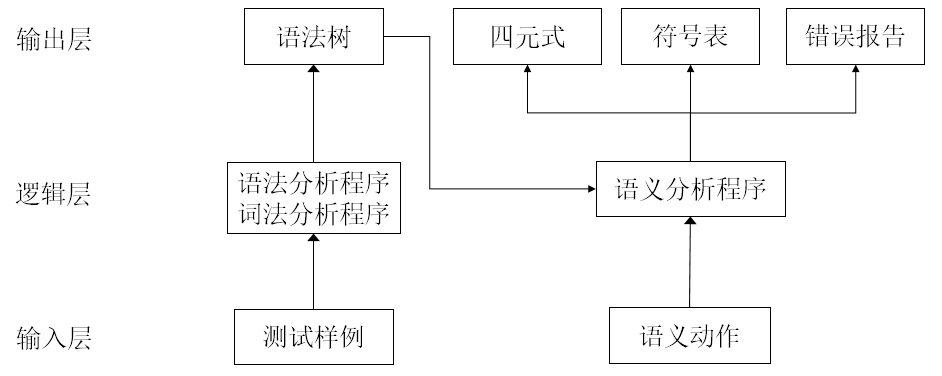 输出层
语法树
四元式
符号表
错误报告
逻辑层
语法分析程序
词法分析程序
语义分析程序
输入层
测试样例
语义动作